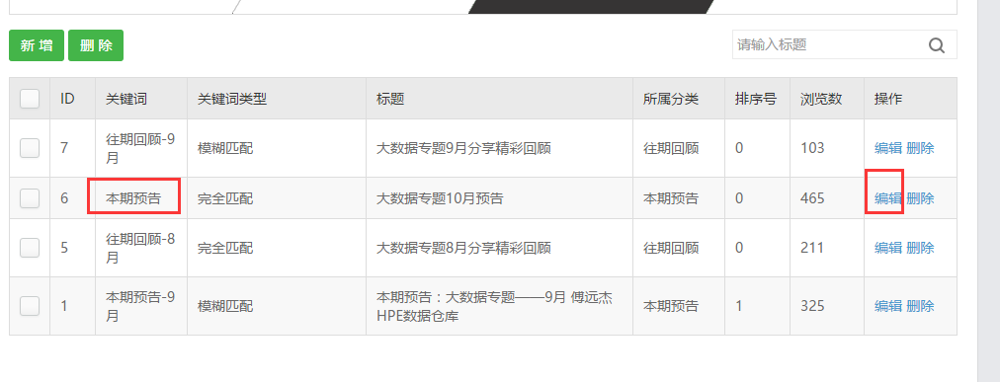 新 增 删 除 请输入标题
ID 关键词 关键词类型 标题 所属分类 排序号 浏览数 操作
7 往期回顾-9月 模糊匹配 大数据专题9月分享精彩回顾 往期回顾 0 103 编辑 删除
6 本期预告 完全匹配 大数据专题10月预告 本期预告 0 465 编辑 删除
5 往期回顾-8月 完全匹配 大数据专题8月分享精彩回顾 往期回顾 0 211 编辑 删除
1 本期预告-9月 模糊匹配 本期预告：大数据专题——9月 傅远杰 HPE数据仓库 本期预告 1 325 编辑 删除